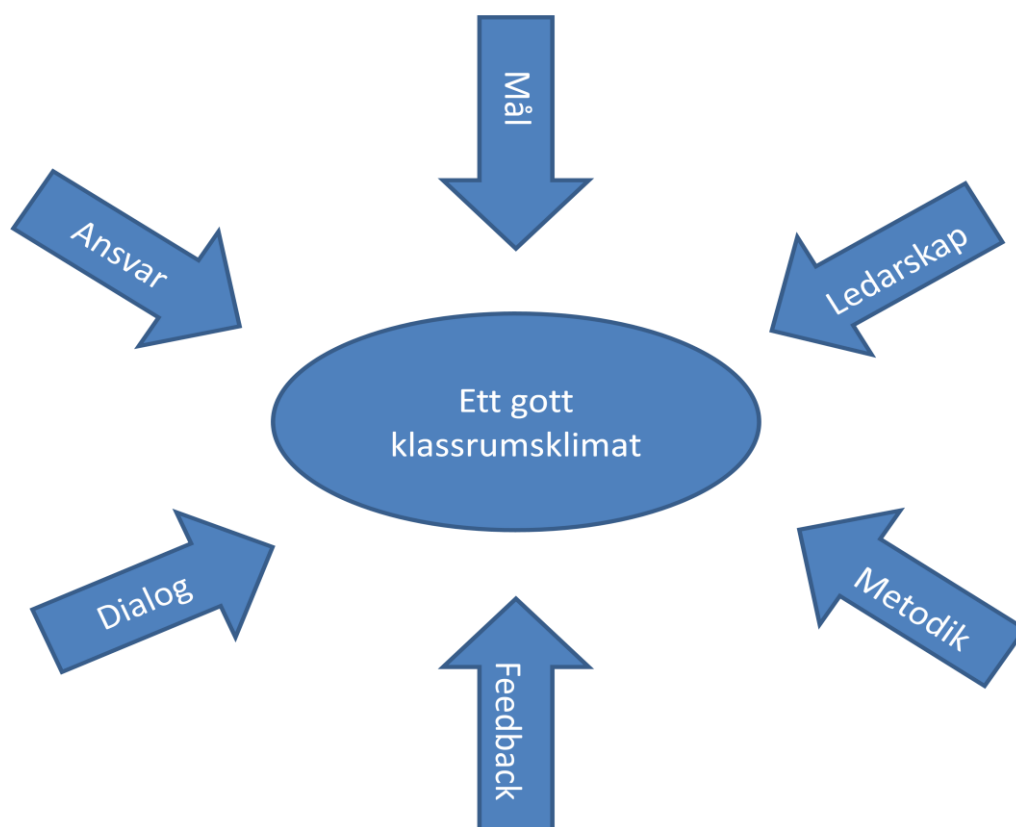 Mål
Ansvar
Ledarskap
Ett gott
klassrumsklimat
Dialog
Metodik
Feedback